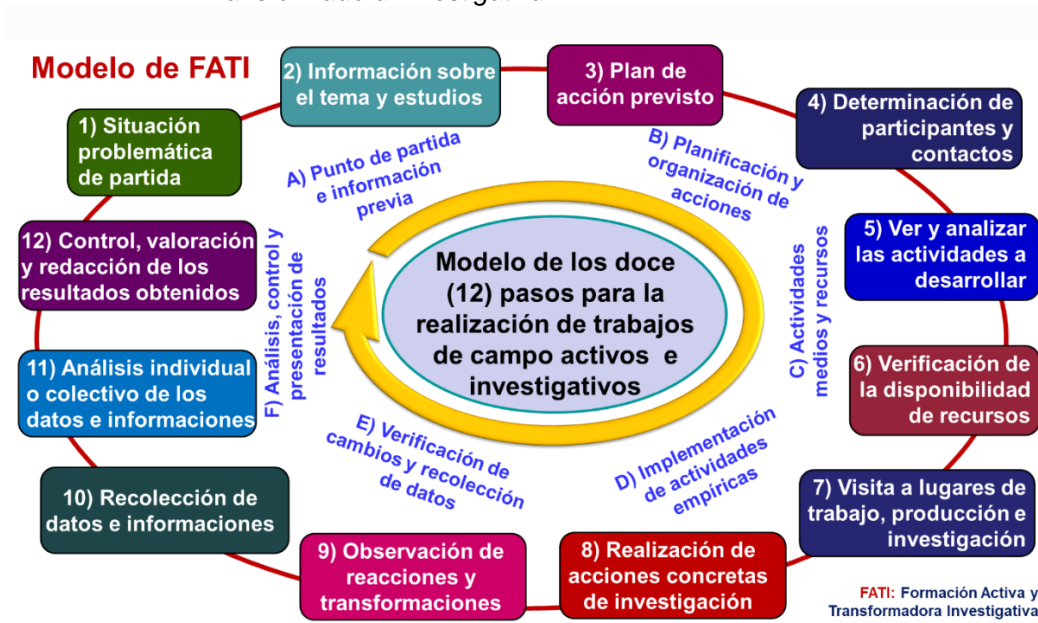 Modelo de FATI
1) Situación
problemática
de partida
2) Información sobre
el tema y estudios
3) Plan de
acción previsto
4) Determinación de
participantes y
contactos
5) Ver y analizar
las actividades a
desarrollar
6) Verificación de
la disponibilidad
de recursos
7) Visita a lugares de
trabajo, producción e
investigación
8) Realización de
acciones concretas
de investigación
9) Observación de
reacciones y
transformaciones
10) Recolección de
datos e informaciones
11) Análisis individual
o colectivo de los
datos e informaciones
12) Control, valoración
y redacción de los
resultados obtenidos
A) Punto de partida
e información
previa
B) Planificación y
organización de
acciones
C) Actividades
medios y recursos
D) Implementación
de actividades
empíricas
E) Verificación de
cambios y recolección
de datos
F) Análisis, control y
presentación de
resultados
Modelo de los doce
(12) pasos para la
realización de trabajos
de campo activos e
investigativos
FATI: Formación Activa y
Transformadora Investigativa